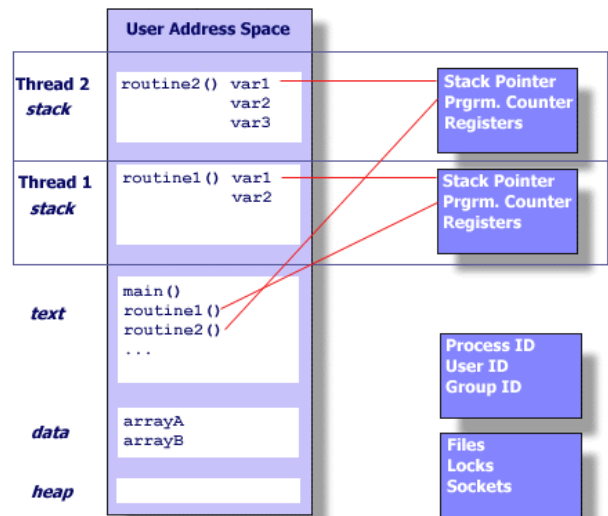 User Address Space
Thread 2
stack
routine2() var1
var2
var3
Stack Pointer
Prgrm. Counter
Registers
Thread 1
stack
routine1() var1
var2
Stack Pointer
Prgrm. Counter
Registers
text
main()
routine1()
routine2()
...
Process ID
User ID
Group ID
data
arrayA
arrayB
Files
Locks
Sockets
heap